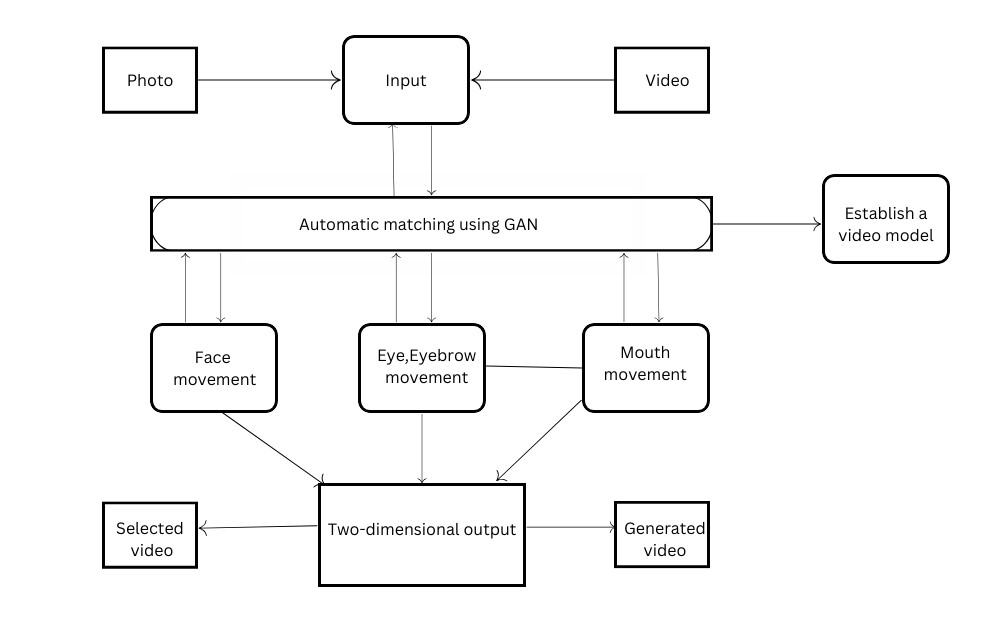 Photo
Input
Video
Automatic matching using GAN
Establish a
video model
Face
movement
Eye,Eyebrow
movement
Mouth
movement
Selected
video
Two-dimensional output
Generated
video